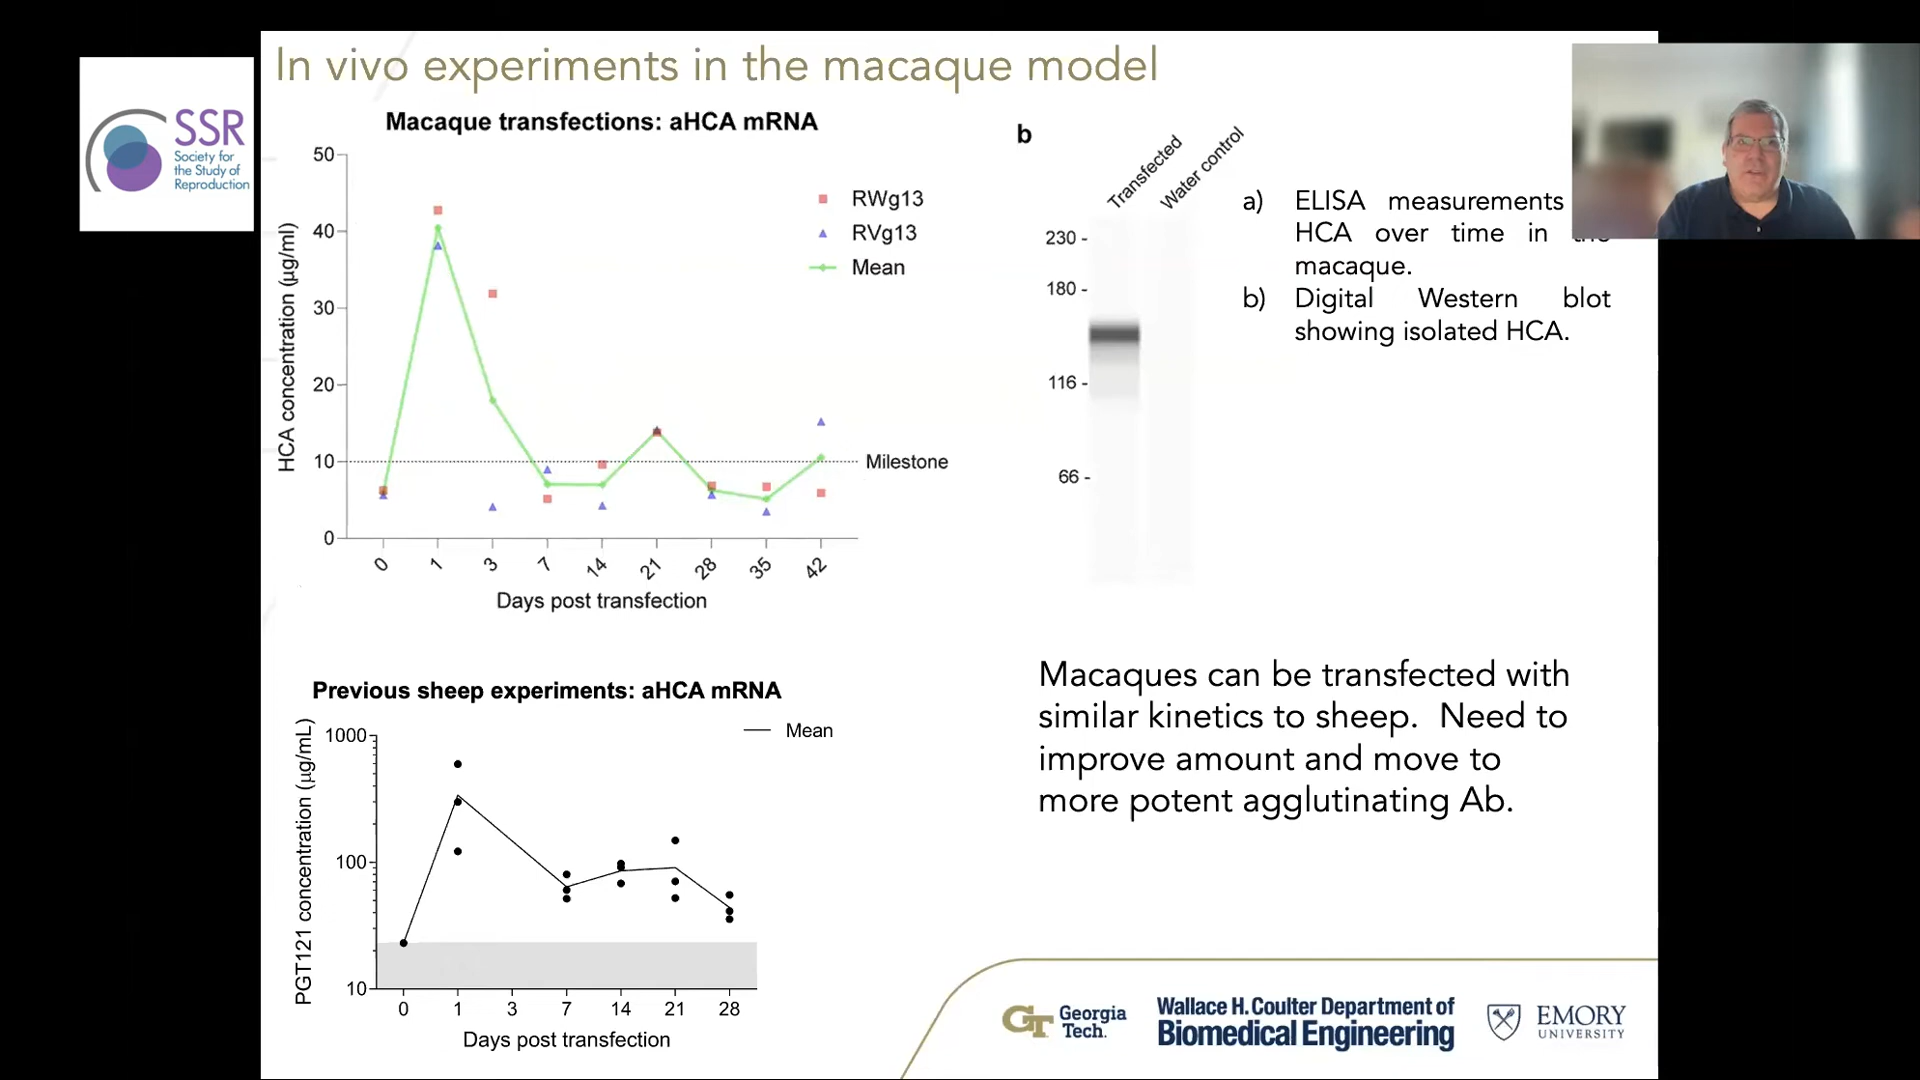 In vivo experiments in the macaque model
SSR
Society for
the Study of
Reproduction
Macaque transfections: aHCA mRNA
HCA concentration (µg/ml)
50
40
30
20
10
0
RWg13
RVg13
Mean
Milestone
0 1 3 7 14 21 28 35 42
Days post transfection
b
Transfected
Water control
230 -
180 -
116 -
66 -
a) ELISA measurements
HCA over time in the
macaque.
b) Digital Western blot
showing isolated HCA.
Previous sheep experiments: aHCA mRNA
PGT121 concentration (µg/mL)
1000
100
10
Mean
0 1 3 7 14 21 28
Days post transfection
Macaques can be transfected with
similar kinetics to sheep. Need to
improve amount and move to
more potent agglutinating Ab.
GT
Georgia
Tech.
Wallace H. Coulter Department of
Biomedical Engineering
EMORY
UNIVERSITY